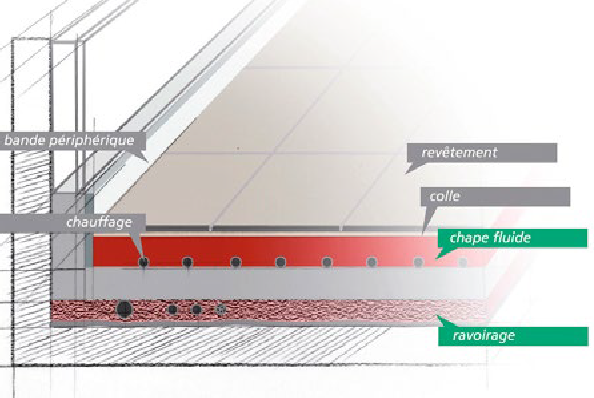 bande périphérique
revêtement
colle
chauffage
chape fluide
ravoirage